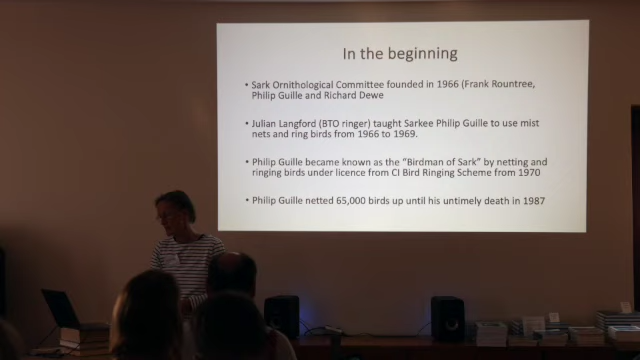 In the beginning
• Sark Ornithological Committee founded in 1966 (Frank Rountree,
Philip Guille and Richard Dewe
• Julian Langford (BTO ringer) taught Sarkee Philip Guille to use mist
nets and ring birds from 1966 to 1969.
• Philip Guille became known as the “Birdman of Sark” by netting and
ringing birds under licence from CI Bird Ringing Scheme from 1970
• Philip Guille netted 65,000 birds up until his untimely death in 1987